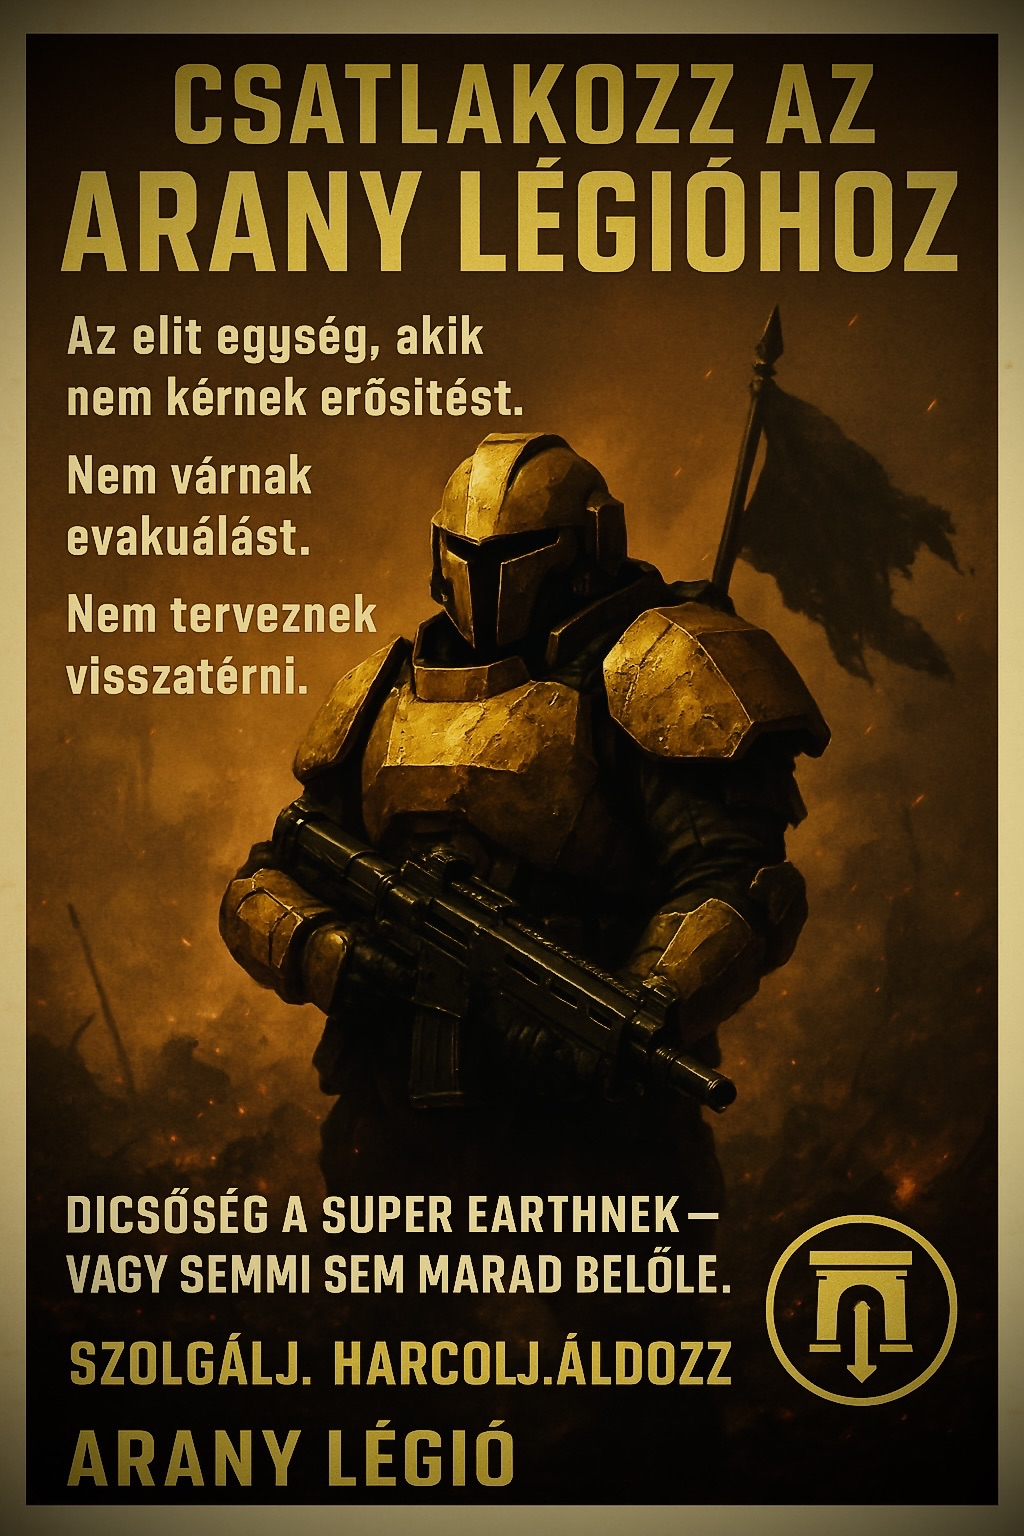 CSATLAKOZZ AZ
ARANY LÉGIÓHOZ
Az elit egység, akik
nem kérnek erősitést.
Nem várnak
evakuálást.
Nem terveznek
visszatérni.
DICSŐSÉG A SUPER EARTHNEK—
VAGY SEMMI SEM MARAD BELŐLE.
SZOLGÁLJ. HARCOLJ.ÁLDOZZ
ARANY LÉGIÓ